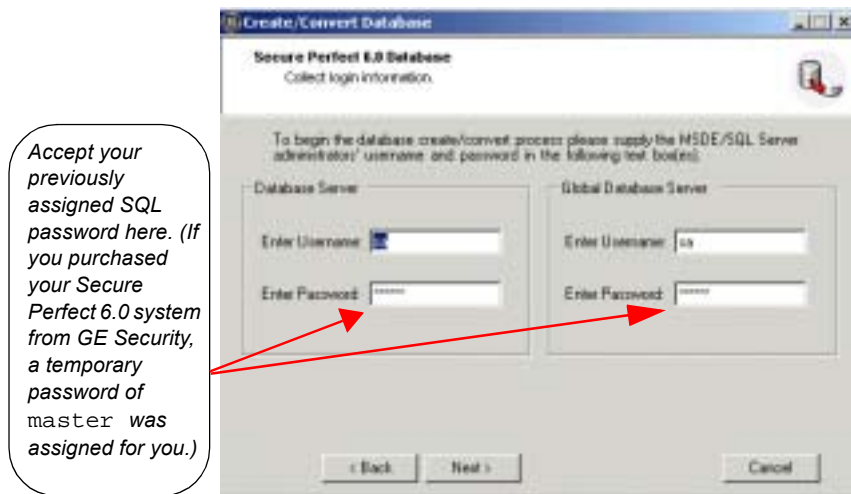 Create/Convert Database
Secure Perfect 6.0 Database
Collect login information.
To begin the database create/convert process please supply the MSDE/SQL Server
administrators' username and password in the following text box(es).
Database Server
Enter Username:
sa
Enter Password:
******
Global Database Server
Enter Username:
sa
Enter Password:
******
< Back
Next >
Cancel
Accept your
previously
assigned SQL
password here. (If
you purchased
your Secure
Perfect 6.0 system
from GE Security,
a temporary
password of
master was
assigned for you.)